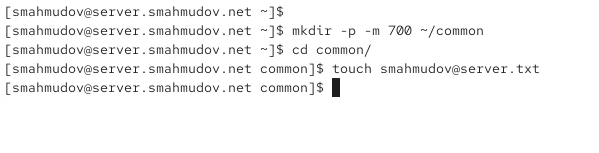 [smahmudov@server.smahmudov.net ~]$
[smahmudov@server.smahmudov.net ~]$ mkdir -p -m 700 ~/common
[smahmudov@server.smahmudov.net ~]$ cd common/
[smahmudov@server.smahmudov.net common]$ touch smahmudov@server.txt
[smahmudov@server.smahmudov.net common]$